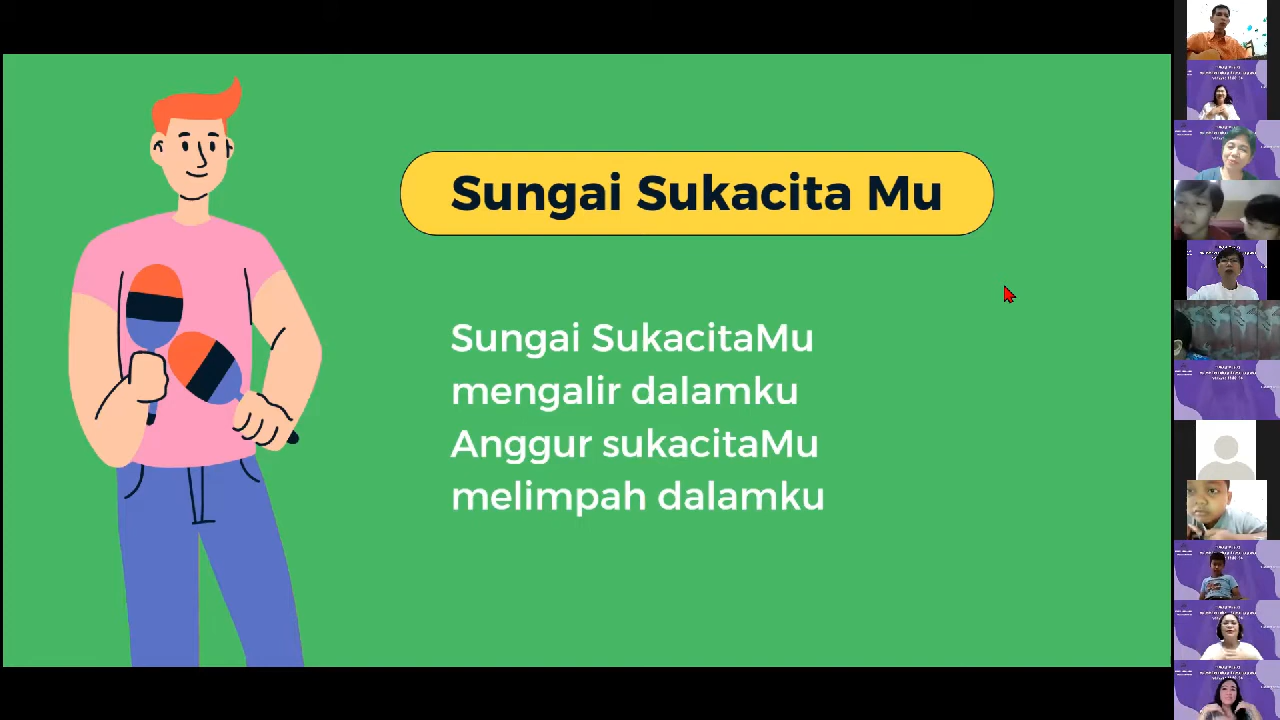 Sungai Sukacita Mu
Sungai SukacitaMu
mengalir dalamku
Anggur sukacitaMu
melimpah dalamku